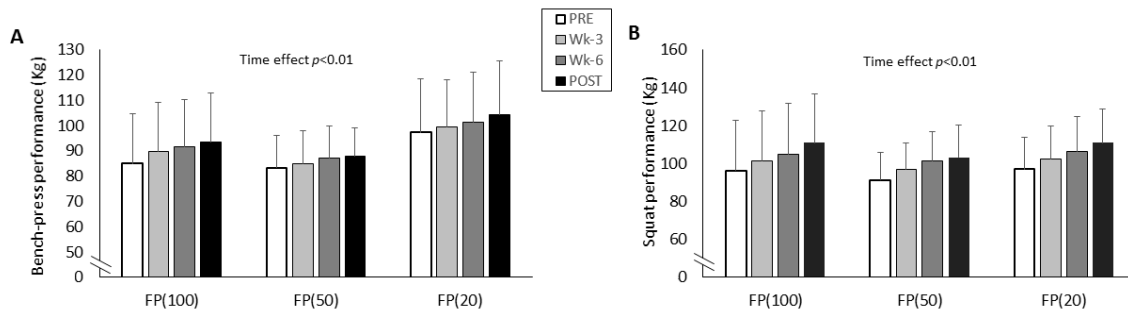 A
Bench-press performance (Kg)
130
120
110
100
90
80
70
60
50
0
Time effect p<0.01
FP(100) FP(50) FP(20)
PRE
Wk-3
Wk-6
POST
B
Squat performance (Kg)
160
140
120
100
80
60
0
Time effect p<0.01
FP(100) FP(50) FP(20)